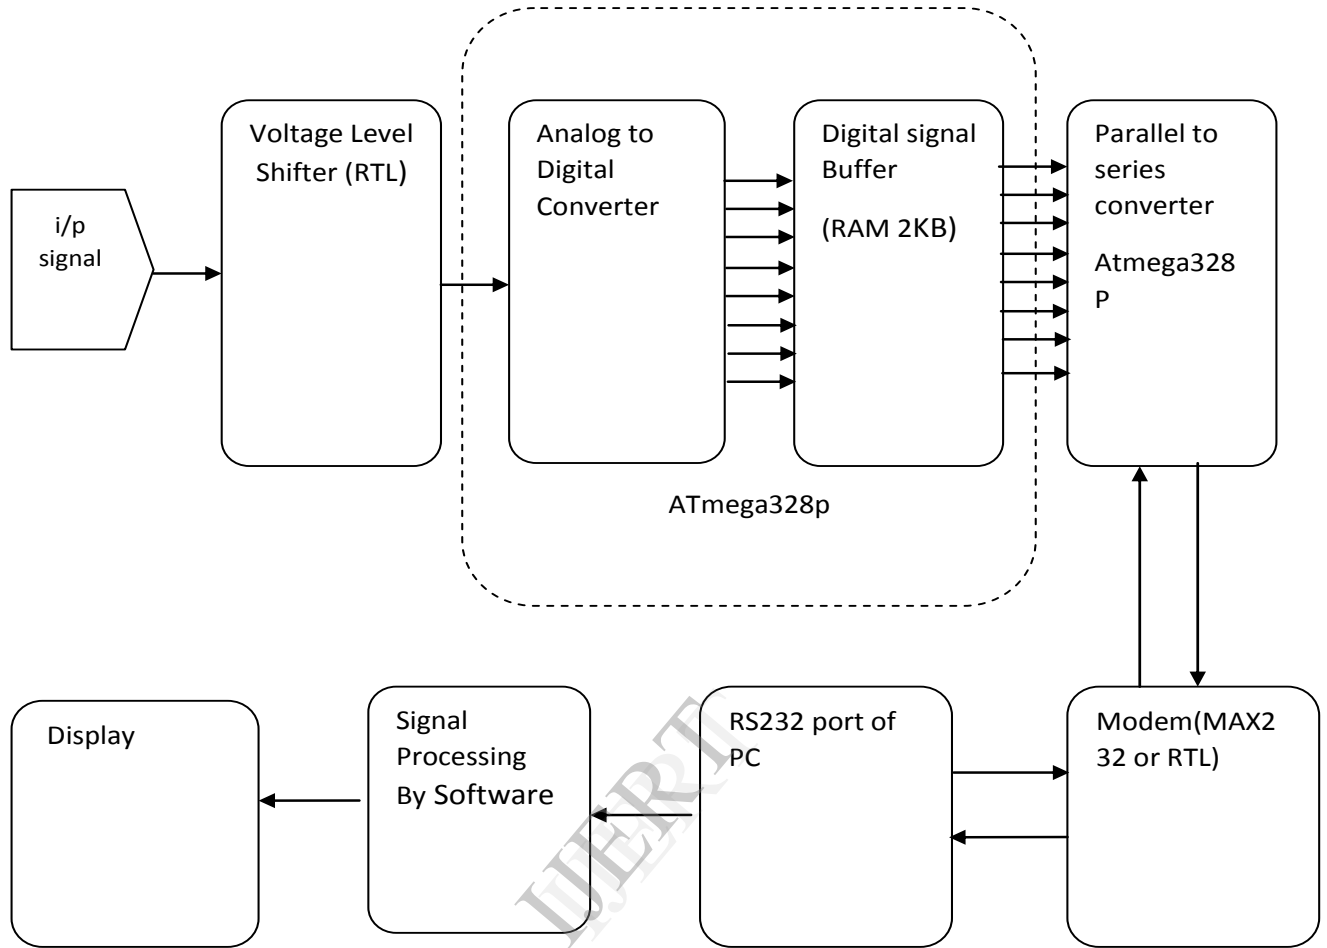 i/p
signal
Voltage Level
Shifter (RTL)
Analog to
Digital
Converter
Digital signal
Buffer
(RAM 2KB)
Parallel to
series
converter
Atmega328
P
ATmega328p
Display
Signal
Processing
By Software
RS232 port of
PC
Modem(MAX2
32 or RTL)
IJERT